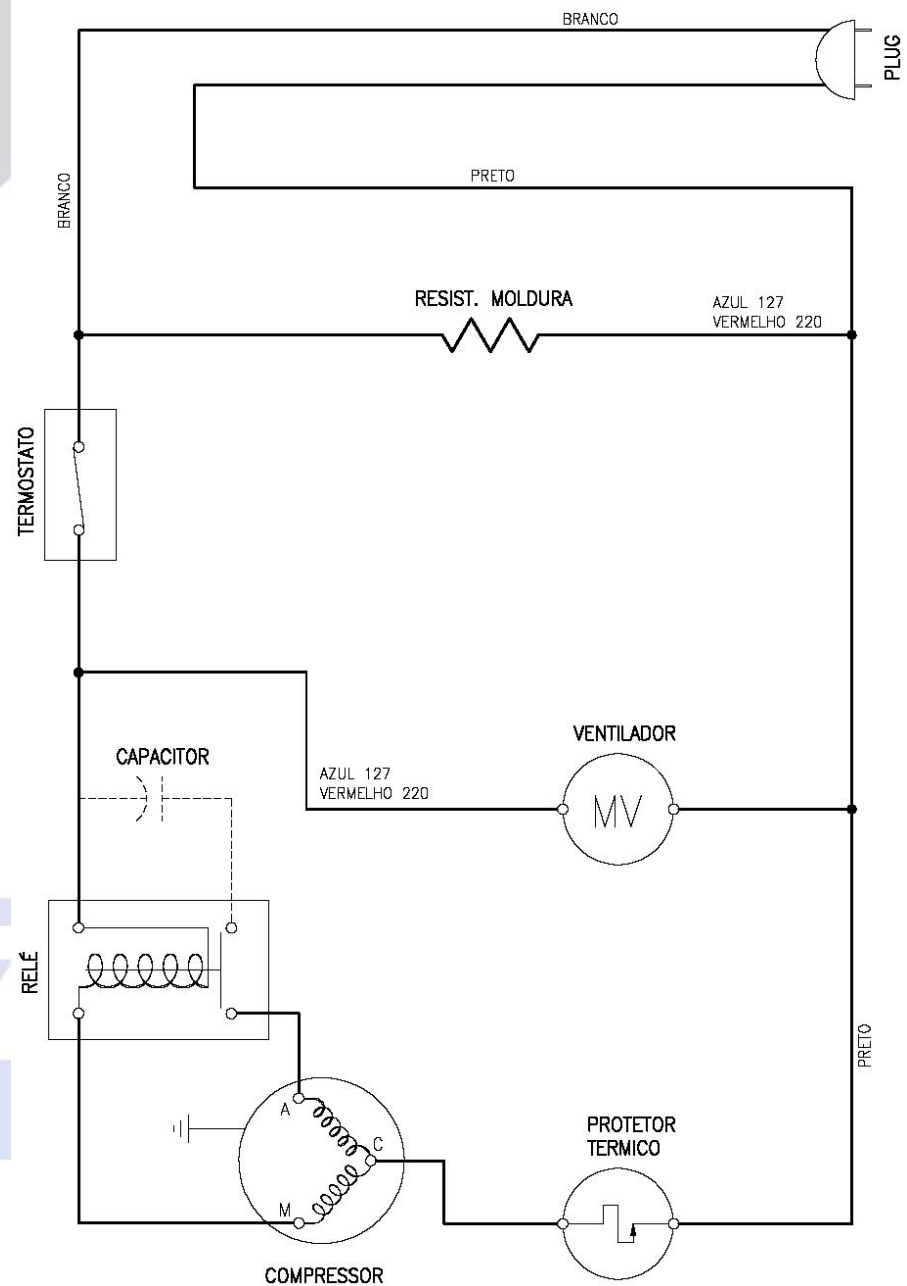 BRANCO
PLUG
PRETO
BRANCO
RESIST. MOLDURA
AZUL 127
VERMELHO 220
TERMOSTATO
VENTILADOR
CAPACITOR
AZUL 127
VERMELHO 220
MV
RELÉ
PRETO
A
C
PROTETOR
TERMICO
M
COMPRESSOR